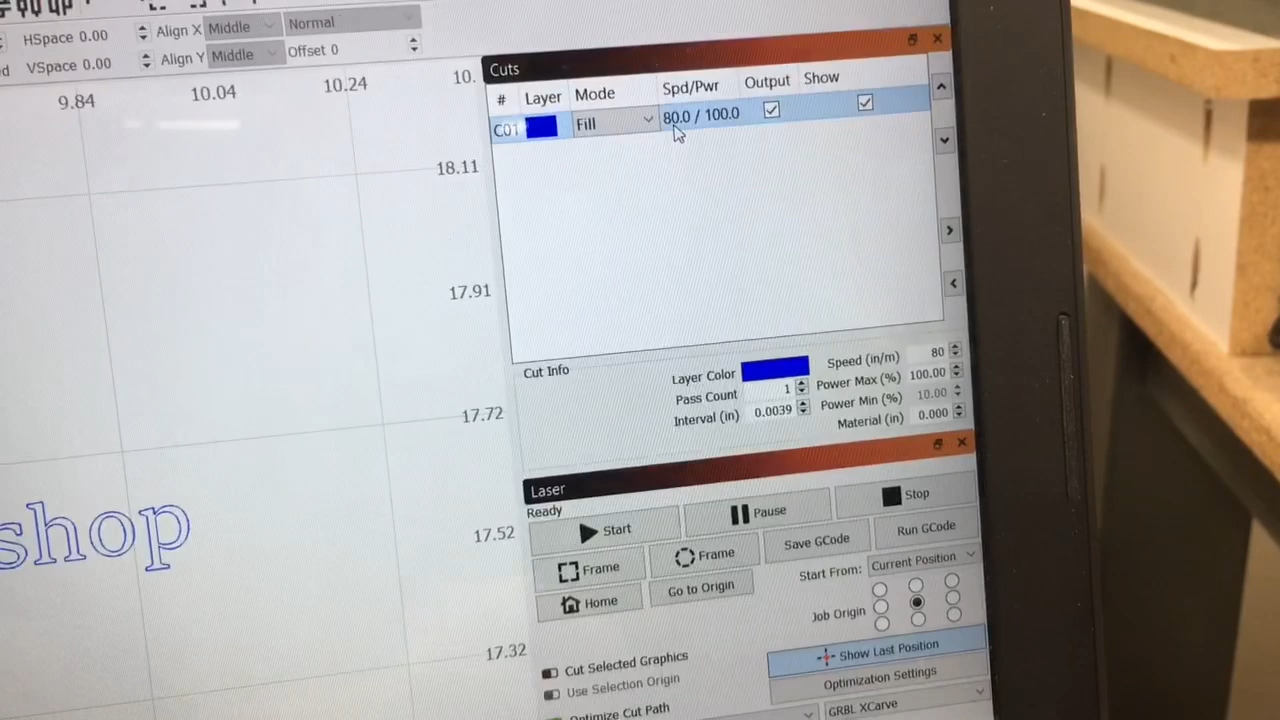 HSpace 0.00 Align X Middle Normal
VSpace 0.00 Align Y Middle Offset 0
9.84 10.04 10.24 10.
18.11
17.91
17.72
17.52
17.32
shop
Cuts
# Layer Mode Spd/Pwr Output Show
C01 Fill 80.0 / 100.0
Cut Info
Layer Color
Pass Count 1
Interval (in) 0.0039
Speed (in/m) 80
Power Max (%) 100.00
Power Min (%) 10.00
Material (in) 0.000
Laser
Ready
Start Pause Stop
Frame Frame Save GCode Run GCode
Home Go to Origin Start From: Current Position
Job Origin
Cut Selected Graphics Show Last Position
Use Selection Origin Optimization Settings
Optimize Cut Path GRBL XCarve